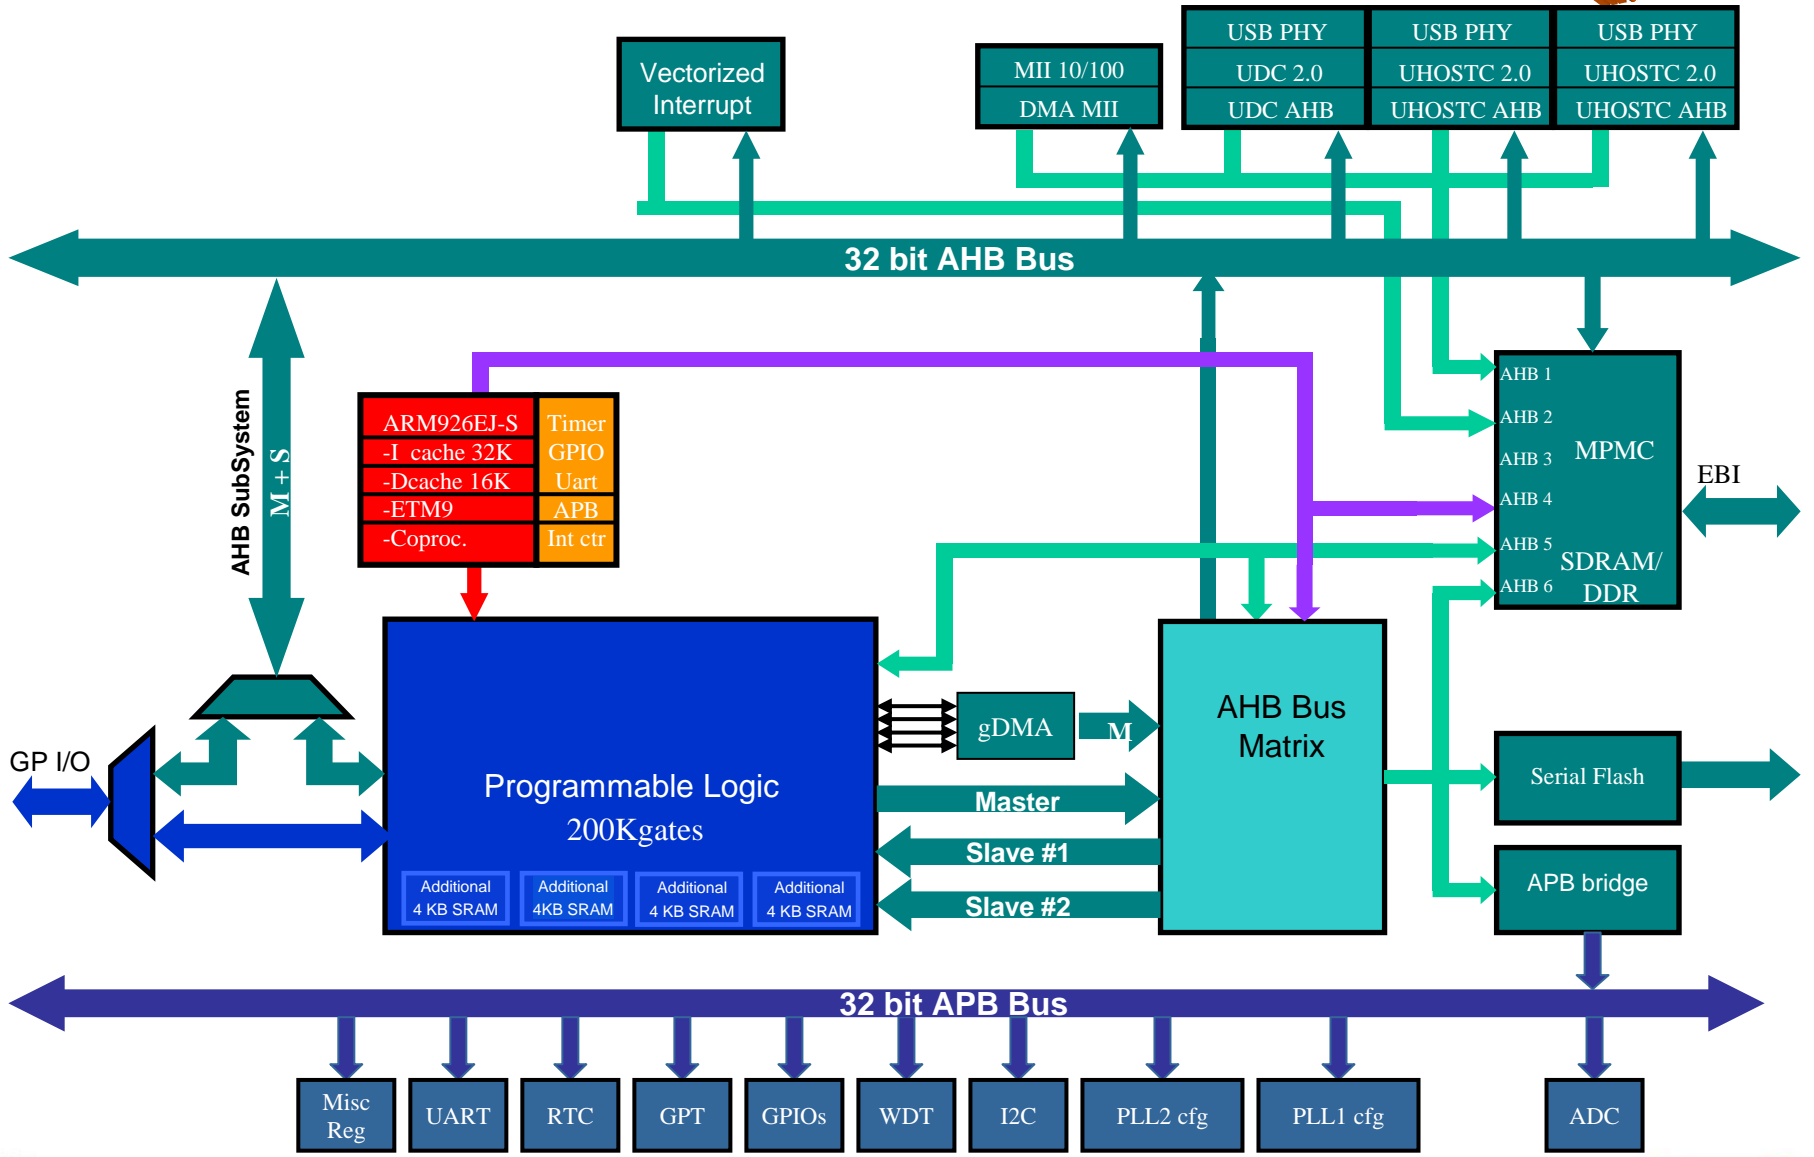 USB PHY
USB PHY
USB PHY
Vectorized
Interrupt
MII 10/100
UDC 2.0
UHOSTC 2.0
UHOSTC 2.0
DMA MII
UDC AHB
UHOSTC AHB
UHOSTC AHB
32 bit AHB Bus
AHB SubSystem
M + S
ARM926EJ-S
-I cache 32K
-Dcache 16K
-ETM9
-Coproc.
Timer
GPIO
Uart
APB
Int ctr
AHB 1
AHB 2
AHB 3
AHB 4
AHB 5
AHB 6
MPMC
SDRAM/
DDR
EBI
GP I/O
Programmable Logic
200Kgates
Additional
4 KB SRAM
Additional
4KB SRAM
Additional
4 KB SRAM
Additional
4 KB SRAM
gDMA
M
Master
Slave #1
Slave #2
AHB Bus
Matrix
Serial Flash
APB bridge
32 bit APB Bus
Misc
Reg
UART
RTC
GPT
GPIOs
WDT
I2C
PLL2 cfg
PLL1 cfg
ADC